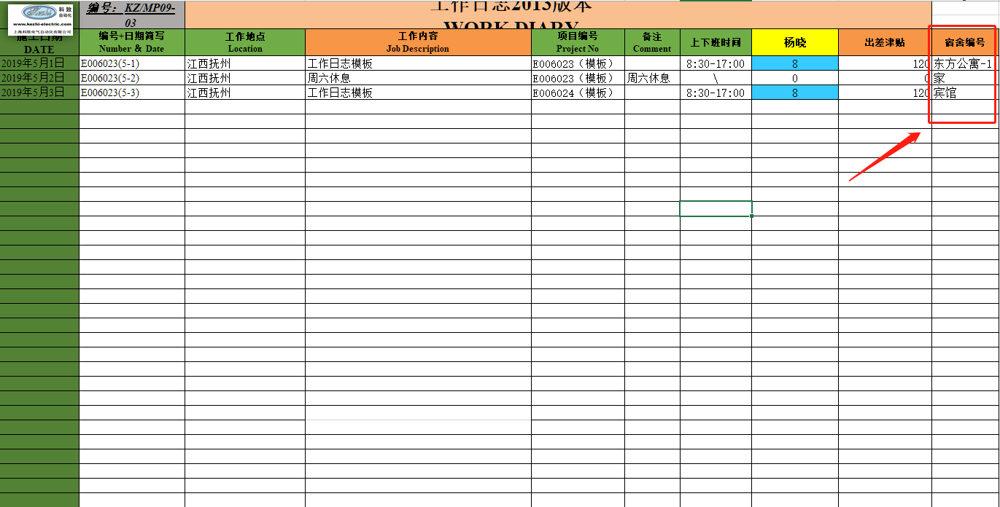 科致
自动化
www.kezhi-electric.com
上海科致电气自动化有限公司
编号: KZ/MP09-
03
工作日志2013版本
WORK DIARY
施工日期
DATE
编号+日期简写
Number & Date
工作地点
Location
工作内容
Job Description
项目编号
Project No
备注
Comment
上下班时间
杨晓
出差津贴
宿舍编号
2019年5月1日 E006023(5-1) 江西抚州 工作日志模板 E006023（模板） 8:30-17:00 8 120 东方公寓-1
2019年5月2日 E006023(5-2) 江西抚州 周六休息 E006023（模板） 周六休息 \ 0 0 家
2019年5月3日 E006023(5-3) 江西抚州 工作日志模板 E006024（模板） 8:30-17:00 8 120 宾馆